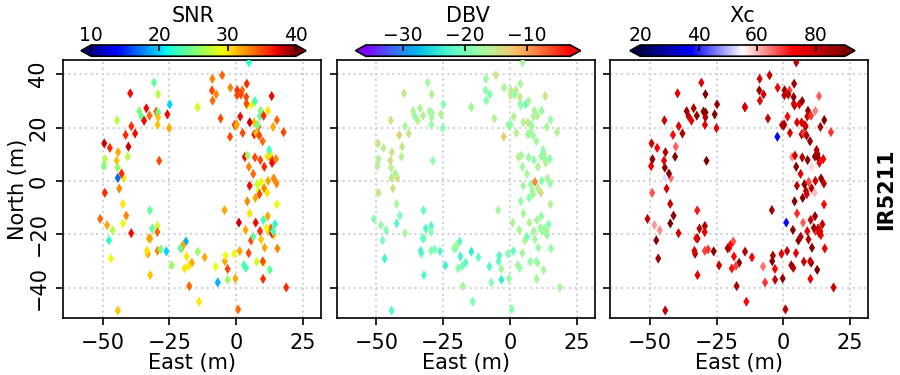 SNR DBV Xc
10 20 30 40 −30 −20 −10 20 40 60 80
40
20
0
−20
−40
North (m)
−50 −25 0 25 −50 −25 0 25 −50 −25 0 25
East (m) East (m) East (m)
IR5211